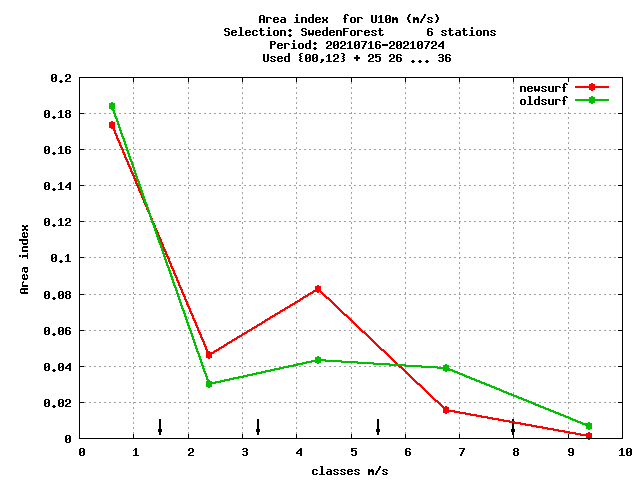 Area index  for U10m (m/s)
Selection: SwedenForest      6 stations
Period: 20210716-20210724
Used {00,12} + 25 26 ... 36
newsurf
oldsurf
0.2
0.18
0.16
0.14
0.12
0.1
0.08
0.06
0.04
0.02
0
Area index
0 1 2 3 4 5 6 7 8 9 10
classes m/s